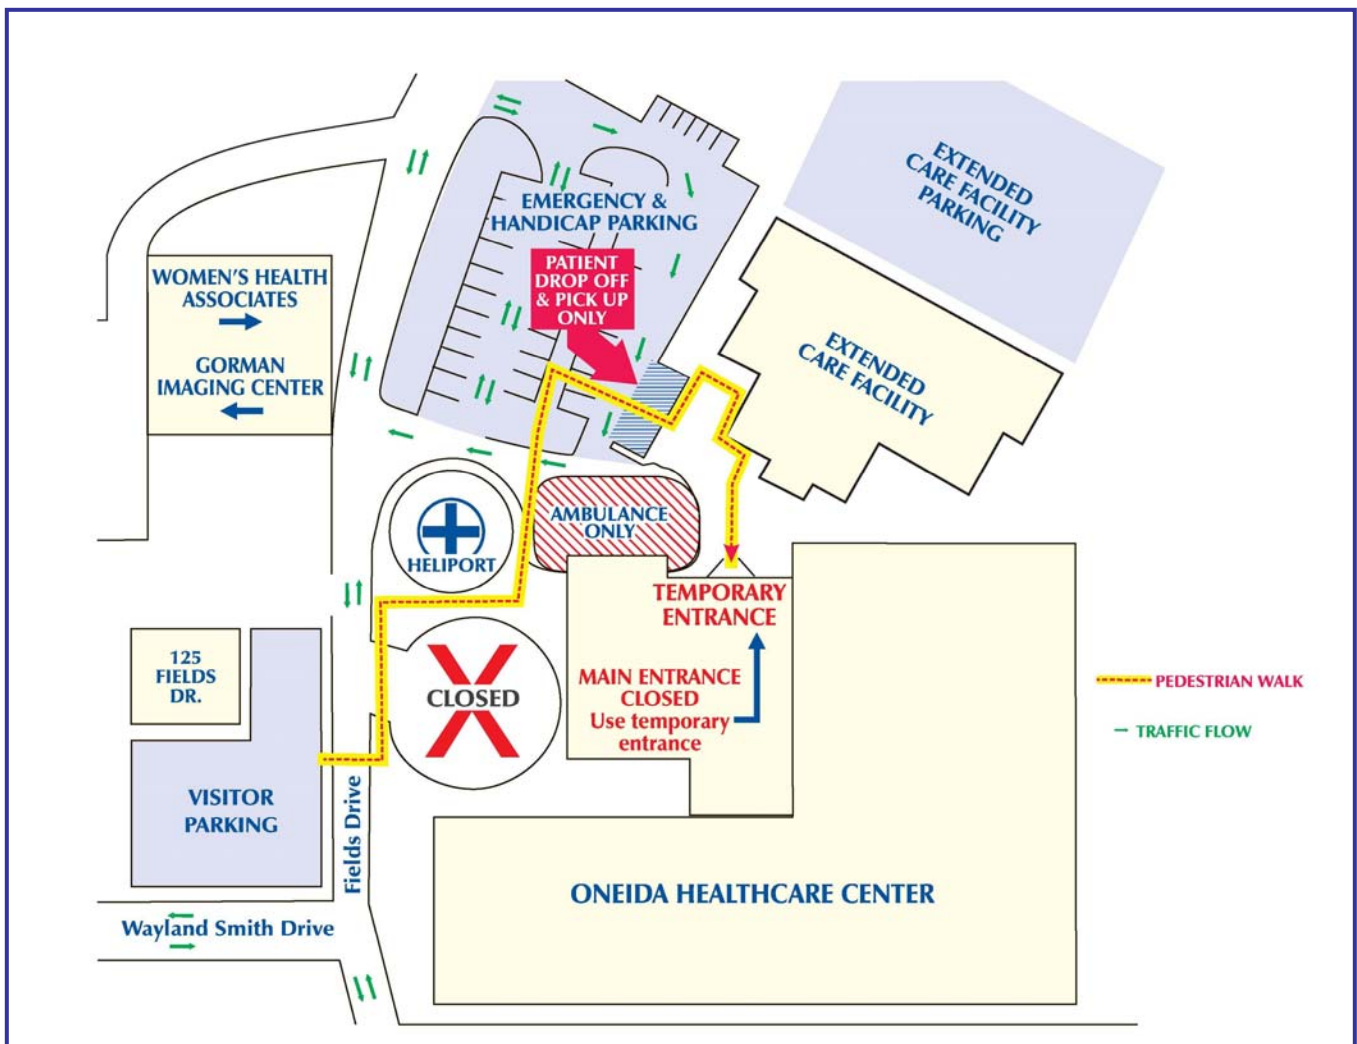 EXTENDED
CARE FACILITY
PARKING
EMERGENCY &
HANDICAP PARKING
PATIENT
DROP OFF
& PICK UP
ONLY
WOMEN'S HEALTH
ASSOCIATES
GORMAN
IMAGING CENTER
EXTENDED
CARE FACILITY
AMBULANCE
ONLY
HELIPORT
TEMPORARY
ENTRANCE
125
FIELDS
DR.
CLOSED
MAIN ENTRANCE
CLOSED
Use temporary
entrance
PEDESTRIAN WALK
TRAFFIC FLOW
VISITOR
PARKING
Fields Drive
ONEIDA HEALTHCARE CENTER
Wayland Smith Drive